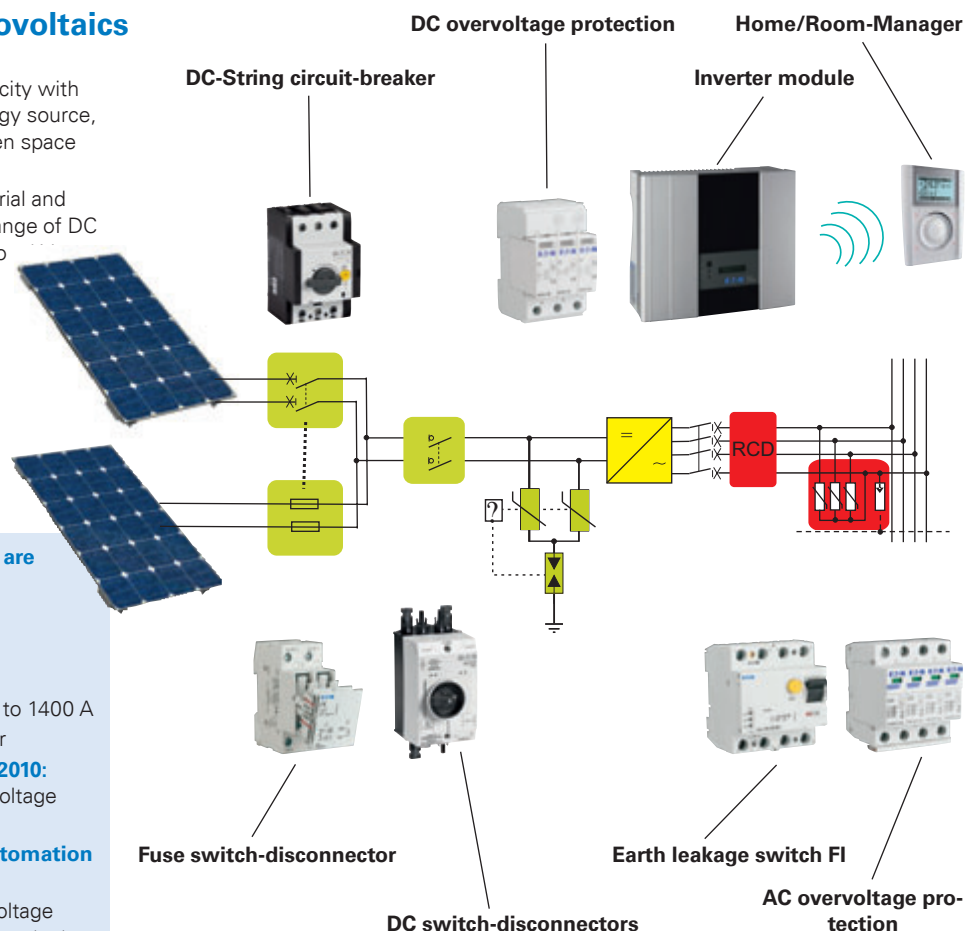 ovoltaics
city with
gy source,
en space
rial and
ange of DC
DC overvoltage protection
Home/Room-Manager
DC-String circuit-breaker
Inverter module
=
~
RCD
?
are
to 1400 A
r
2010:
oltage
tomation
oltage
Fuse switch-disconnector
DC switch-disconnectors
Earth leakage switch FI
AC overvoltage pro-
tection